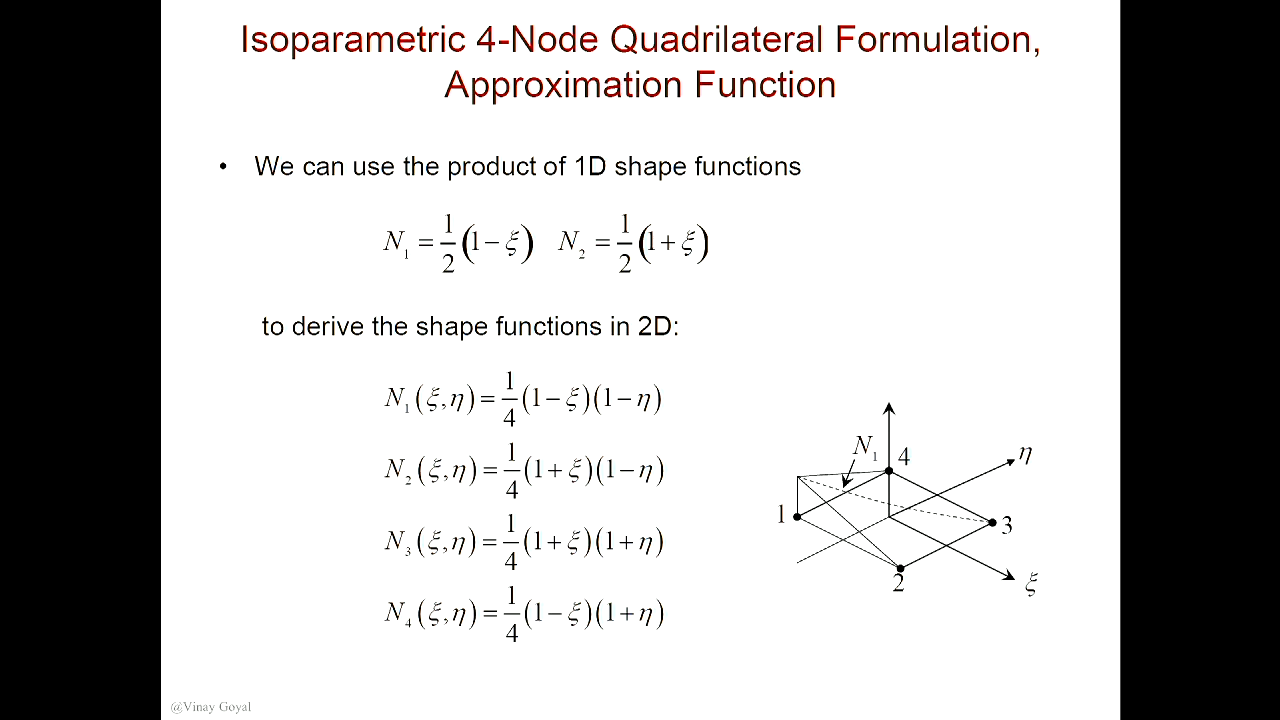 Isoparametric 4-Node Quadrilateral Formulation,
Approximation Function
• We can use the product of 1D shape functions
N₁ = 1/2 (1 − ξ) N₂ = 1/2 (1 + ξ)
to derive the shape functions in 2D:
N₁(ξ,η) = 1/4 (1 − ξ)(1 − η)
N₂(ξ,η) = 1/4 (1 + ξ)(1 − η)
N₃(ξ,η) = 1/4 (1 + ξ)(1 + η)
N₄(ξ,η) = 1/4 (1 − ξ)(1 + η)
N₁
4
η
1
3
2
ξ
@Vinay Goyal